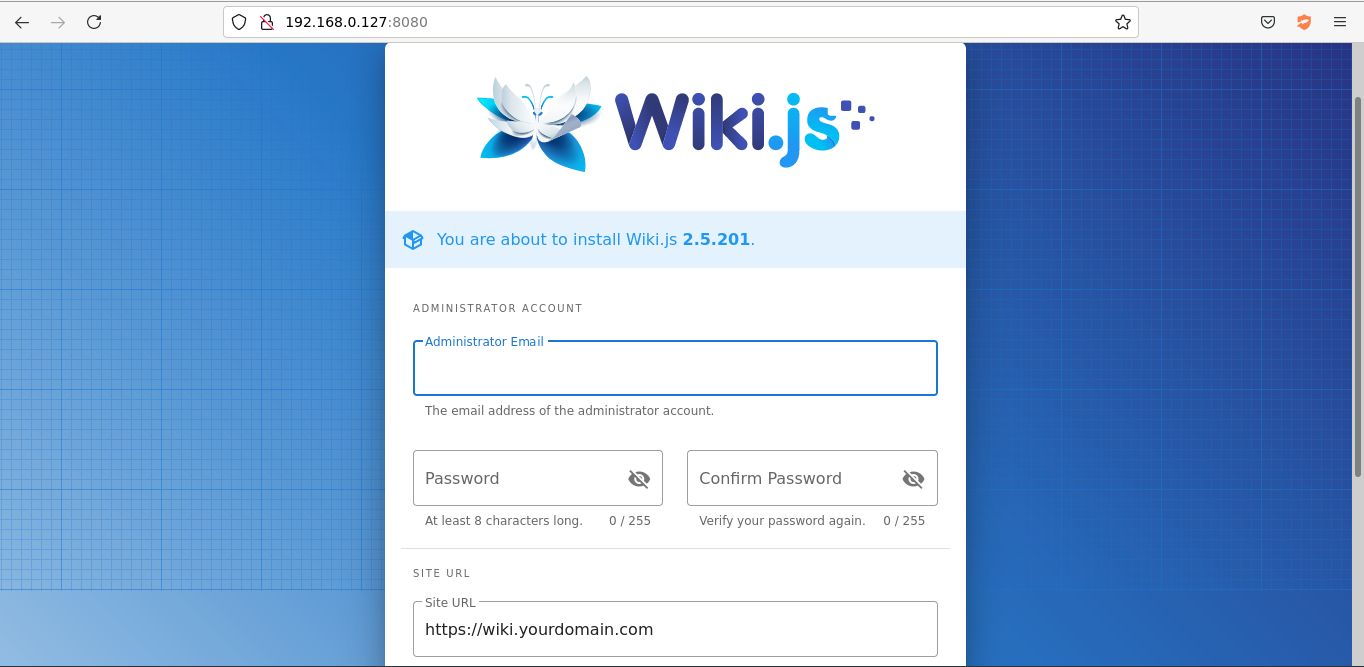 192.168.0.127:8080
Wiki.js
You are about to install Wiki.js 2.5.201.
ADMINISTRATOR ACCOUNT
Administrator Email
The email address of the administrator account.
Password
Confirm Password
At least 8 characters long. 0 / 255
Verify your password again. 0 / 255
SITE URL
Site URL
https://wiki.yourdomain.com